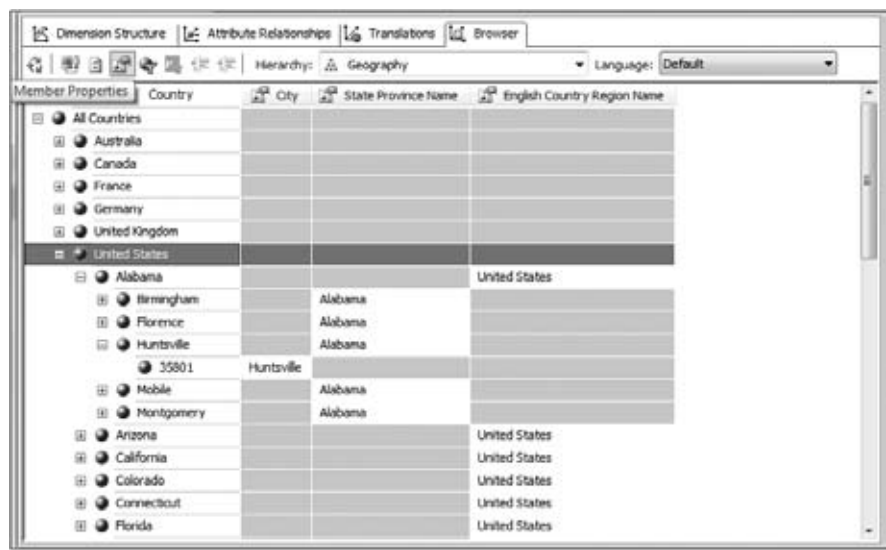 Dimension Structure Attribute Relationships Translations Browser
Hierarchy: Geography Language: Default
Member Properties Country City State Province Name English Country Region Name
All Countries
Australia
Canada
France
Germany
United Kingdom
United States
Alabama United States
Birmingham Alabama
Florence Alabama
Huntsville Alabama
35801 Huntsville
Mobile Alabama
Montgomery Alabama
Arizona United States
California United States
Colorado United States
Connecticut United States
Florida United States